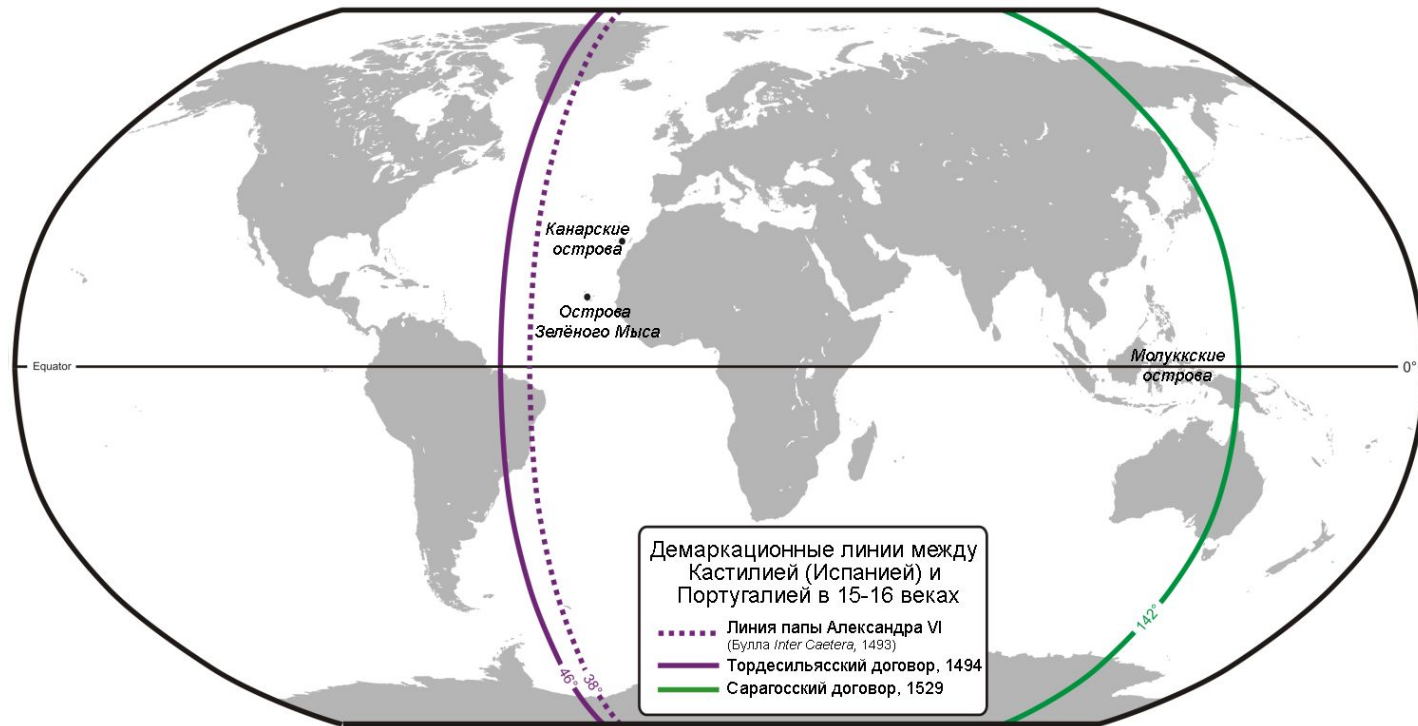 Канарские
острова
Острова
Зелёного Мыса
Equator
Молуккские
острова
0°
Демаркационные линии между
Кастилией (Испанией) и
Португалией в 15-16 веках
Линия папы Александра VI
(Булла Inter Caetera, 1493)
Тордесильясский договор, 1494
Сарагосский договор, 1529
46°
38°
142°